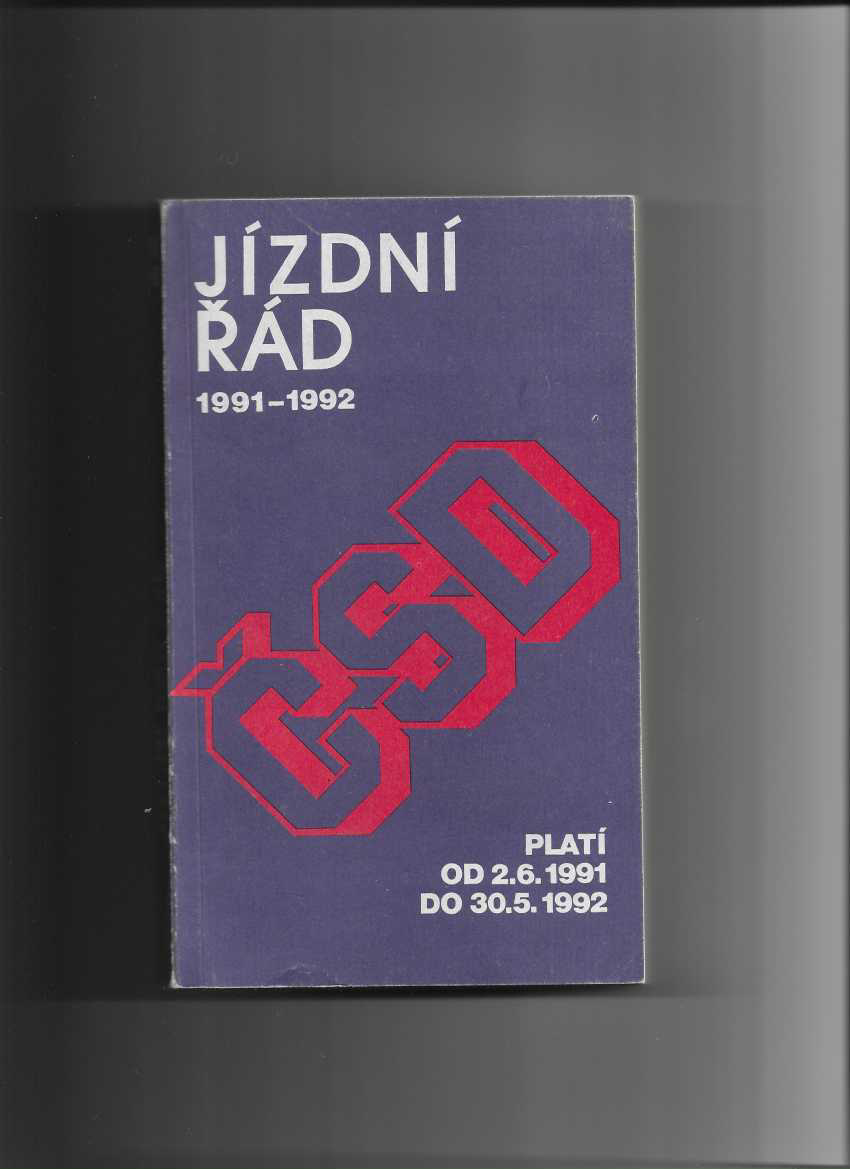 JÍZDNÍ
ŘÁD
1991–1992
ČSD
PLATÍ
OD 2.6.1991
DO 30.5.1992